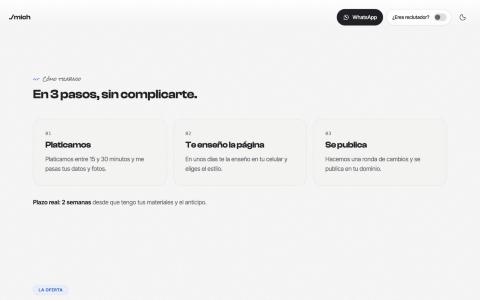 ./mich
WhatsApp
¿Eres reclutador?
Cómo trabajo
En 3 pasos, sin complicarte.
01
Platicamos
Platicamos entre 15 y 30 minutos y me
pasas tus datos y fotos.
02
Te enseño la página
En unos días te la enseño en tu celular y
eliges el estilo.
03
Se publica
Hacemos una ronda de cambios y se
publica en tu dominio.
Plazo real: 2 semanas desde que tengo tus materiales y el anticipo.
LA OFERTA